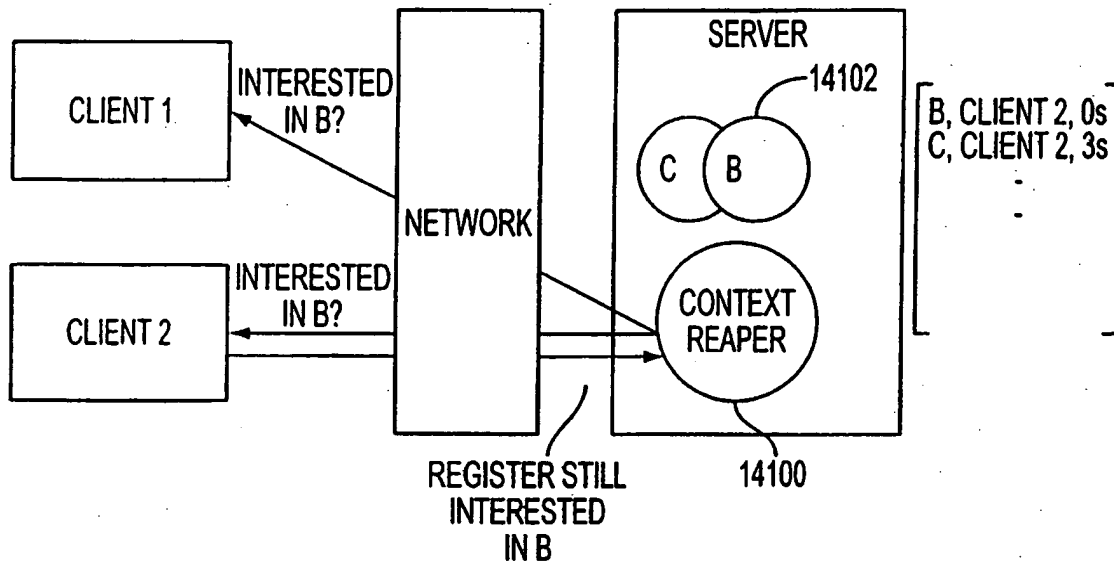 CLIENT 1
INTERESTED
IN B?
CLIENT 2
INTERESTED
IN B?
NETWORK
REGISTER STILL
INTERESTED
IN B
SERVER
14102
C
B
CONTEXT
REAPER
14100
B, CLIENT 2, 0s
C, CLIENT 2, 3s